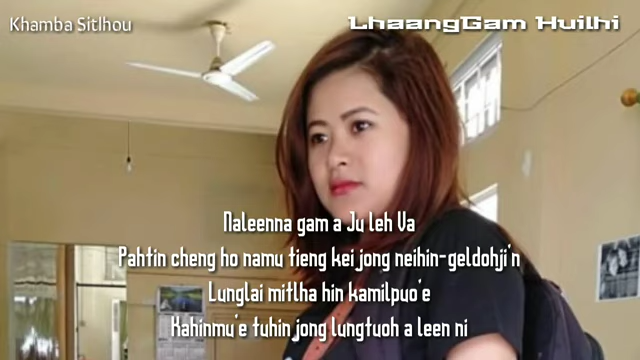 Khamba Sitlhou
LhaangGam Huilhi
Naleenna gam a Ju leh Va
Pahtin cheng ho namu tieng kei jong neihin-geldohji'n
Lunglai mitlha hin kamilpuo'e
Kahinmu'e tuhin jong lungtuoh a leen ni